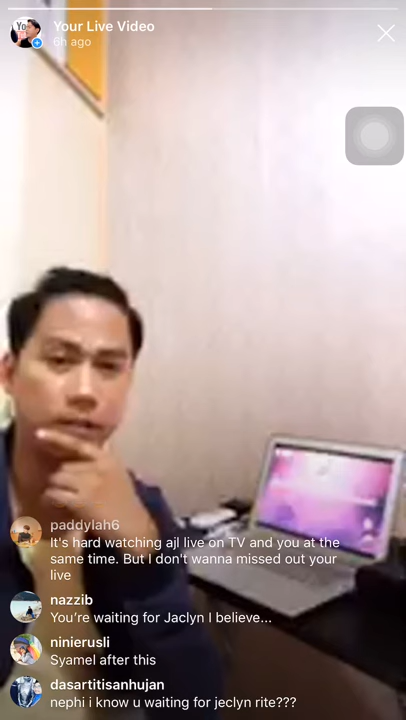 Your Live Video
6h ago
paddylah6
It's hard watching ajl live on TV and you at the
same time. But I don't wanna missed out your
live
nazzib
You're waiting for Jaclyn I believe...
ninierusli
Syamel after this
dasartitisanhujan
nephi i know u waiting for jeclyn rite???